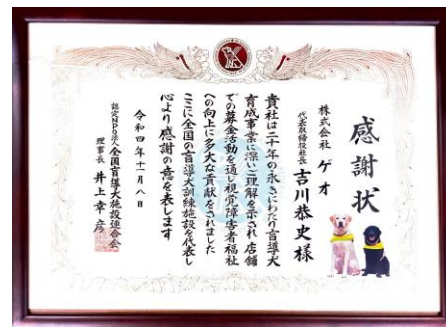 感謝状
株式会社 ゲオ
代表取締役社長 吉川恭史様
貴社は二十年の永きにわたり盲導犬
育成事業に深いご理解を示され店舗
での募金活動を通し視覚障害者福祉
への向上に多大な貢献をされました
ここに全国の盲導犬訓練施設を代表し
心より感謝の意を表します
令和四年十一月八日
認定NPO法人 全国盲導犬施設連合会
理事長 井上幸彦